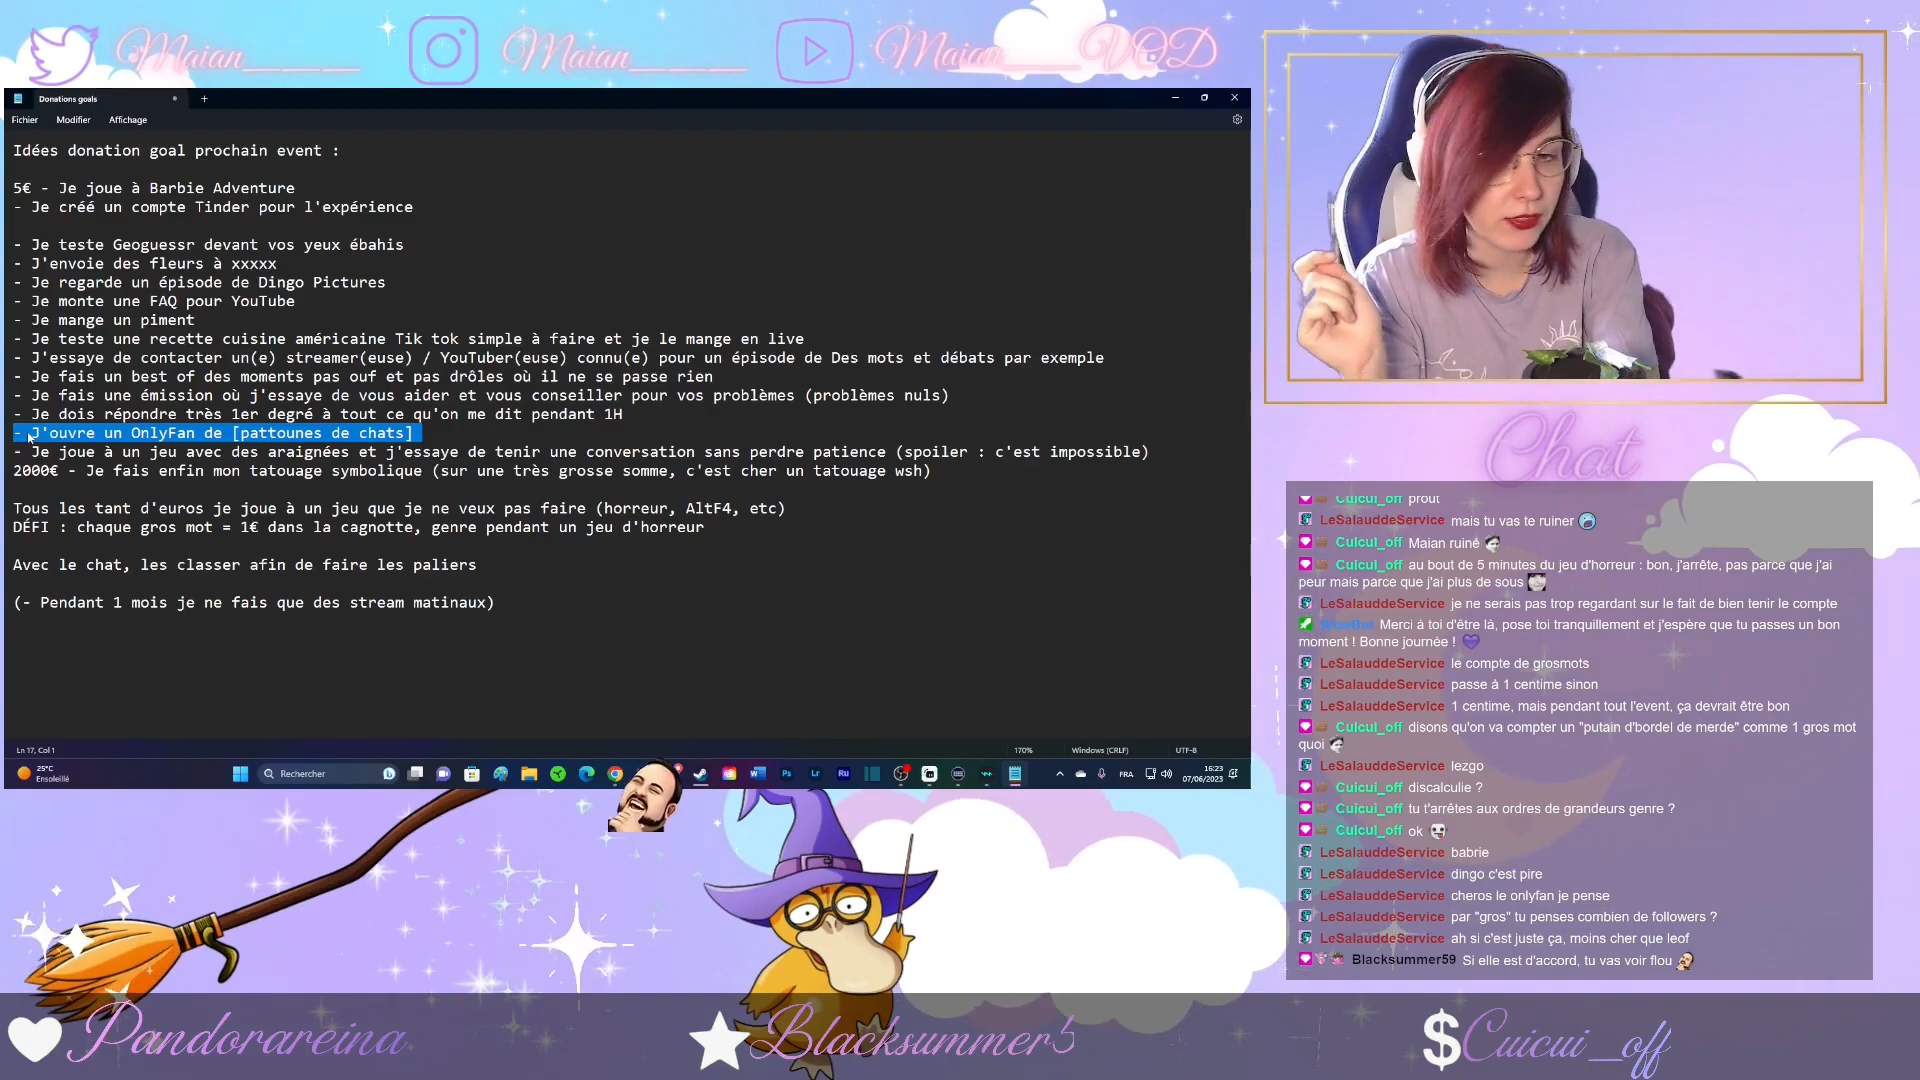 Maian____
Maian____
Maian____VOD
Donations goals
Fichier Modifier Affichage
Idées donation goal prochain event :
5€ - Je joue à Barbie Adventure
- Je créé un compte Tinder pour l'expérience
- Je teste Geoguessr devant vos yeux ébahis
- J'envoie des fleurs à xxxxx
- Je regarde un épisode de Dingo Pictures
- Je monte une FAQ pour YouTube
- Je mange un piment
- Je teste une recette cuisine américaine Tik tok simple à faire et je le mange en live
- J'essaye de contacter un(e) streamer(euse) / YouTuber(euse) connu(e) pour un épisode de Des mots et débats par exemple
- Je fais un best of des moments pas ouf et pas drôles où il ne se passe rien
- Je fais une émission où j'essaye de vous aider et vous conseiller pour vos problèmes (problèmes nuls)
- Je dois répondre très 1er degré à tout ce qu'on me dit pendant 1H
- J'ouvre un OnlyFan de [pattounes de chats]
- Je joue à un jeu avec des araignées et j'essaye de tenir une conversation sans perdre patience (spoiler : c'est impossible)
2000€ - Je fais enfin mon tatouage symbolique (sur une très grosse somme, c'est cher un tatouage wsh)
Tous les tant d'euros je joue à un jeu que je ne veux pas faire (horreur, AltF4, etc)
DÉFI : chaque gros mot = 1€ dans la cagnotte, genre pendant un jeu d'horreur
Avec le chat, les classer afin de faire les paliers
(- Pendant 1 mois je ne fais que des stream matinaux)
Ln 17, Col 1
170%
Windows (CRLF)
UTF-8
25°C
Ensoleillé
Rechercher
FRA
16:23
07/06/2023
Chat
Cuicui_off prout
LeSalauddeService mais tu vas te ruiner
Cuicui_off Maian ruiné
Cuicui_off au bout de 5 minutes du jeu d'horreur : bon, j'arrête, pas parce que j'ai
peur mais parce que j'ai plus de sous
LeSalauddeService je ne serais pas trop regardant sur le fait de bien tenir le compte
WizeBot Merci à toi d'être là, pose toi tranquillement et j'espère que tu passes un bon
moment ! Bonne journée !
LeSalauddeService le compte de grosmots
LeSalauddeService passe à 1 centime sinon
LeSalauddeService 1 centime, mais pendant tout l'event, ça devrait être bon
Cuicui_off disons qu'on va compter un "putain d'bordel de merde" comme 1 gros mot
quoi
LeSalauddeService lezgo
Cuicui_off discalculie ?
Cuicui_off tu t'arrêtes aux ordres de grandeurs genre ?
Cuicui_off ok
LeSalauddeService babrie
LeSalauddeService dingo c'est pire
LeSalauddeService cheros le onlyfan je pense
LeSalauddeService par "gros" tu penses combien de followers ?
LeSalauddeService ah si c'est juste ça, moins cher que leof
Blacksummer59 Si elle est d'accord, tu vas voir flou
Pandorareina
Blacksummer5
Cuicui_off